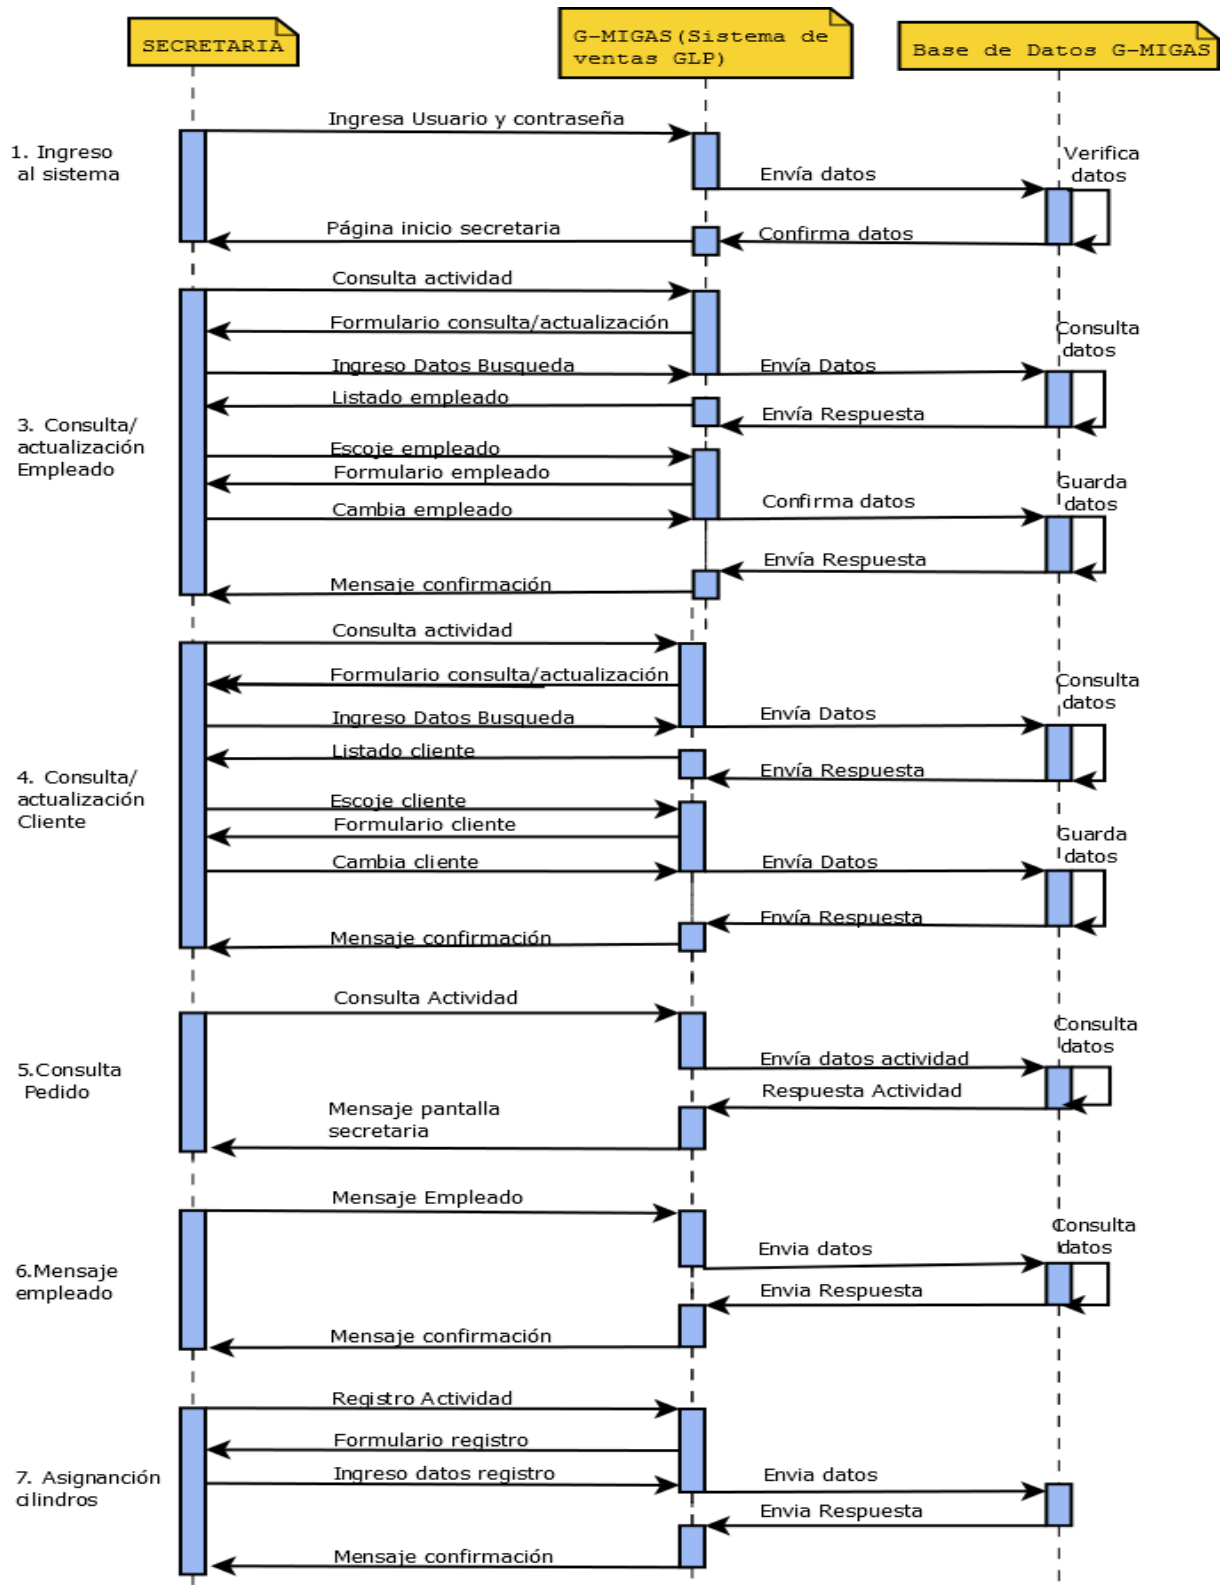 SECRETARIA
G-MIGAS(Sistema de
ventas GLP)
Base de Datos G-MIGAS
1. Ingreso
al sistema
Ingresa Usuario y contraseña
Envía datos
Verifica
datos
Página inicio secretaria
Confirma datos
3. Consulta/
actualización
Empleado
Consulta actividad
Formulario consulta/actualización
Ingreso Datos Busqueda
Envía Datos
Consulta
datos
Listado empleado
Envía Respuesta
Escoje empleado
Formulario empleado
Cambia empleado
Confirma datos
Guarda
datos
Envía Respuesta
Mensaje confirmación
4. Consulta/
actualización
Cliente
Consulta actividad
Formulario consulta/actualización
Ingreso Datos Busqueda
Envía Datos
Consulta
datos
Listado cliente
Envía Respuesta
Escoje cliente
Formulario cliente
Cambia cliente
Envía Datos
Guarda
datos
Envía Respuesta
Mensaje confirmación
5.Consulta
Pedido
Consulta Actividad
Envía datos actividad
Consulta
datos
Respuesta Actividad
Mensaje pantalla
secretaria
6.Mensaje
empleado
Mensaje Empleado
Envia datos
Consulta
datos
Envia Respuesta
Mensaje confirmación
7. Asignanción
cilindros
Registro Actividad
Formulario registro
Ingreso datos registro
Envia datos
Envia Respuesta
Mensaje confirmación